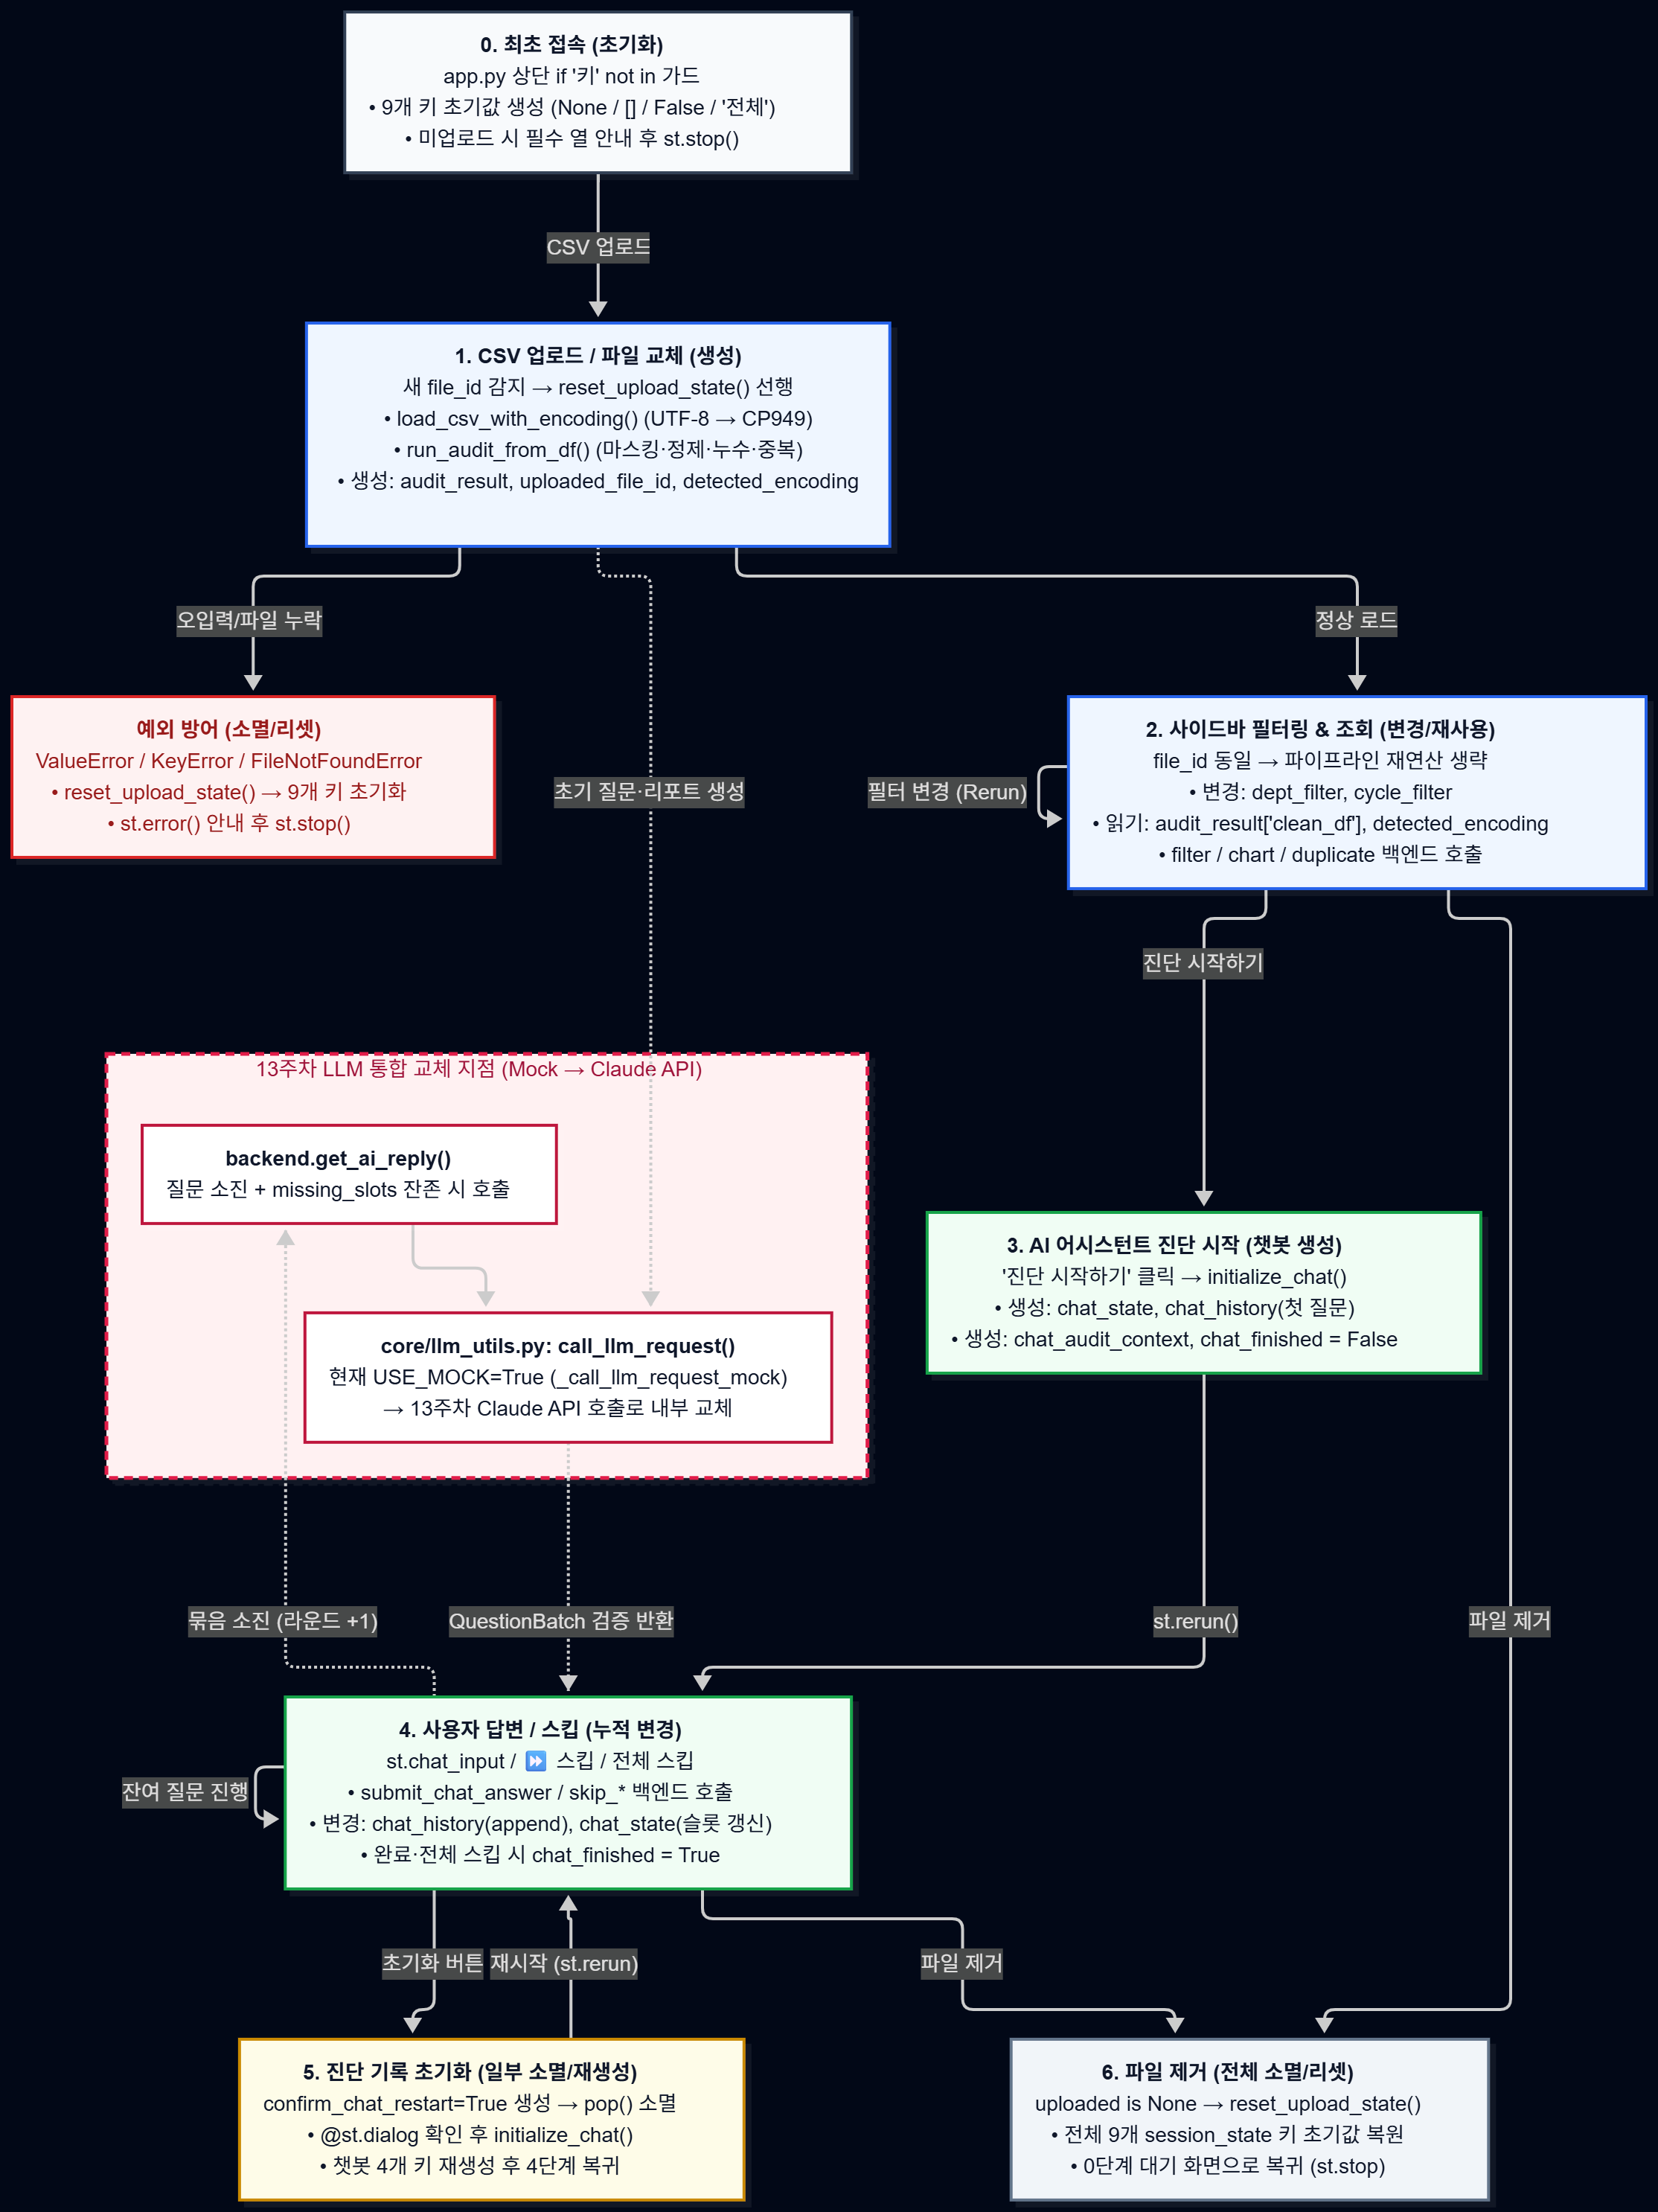 0. 최초 접속 (초기화)
app.py 상단 if '키' not in 가드
• 9개 키 초기값 생성 (None / [] / False / '전체')
• 미업로드 시 필수 열 안내 후 st.stop()
CSV 업로드
1. CSV 업로드 / 파일 교체 (생성)
새 file_id 감지 → reset_upload_state() 선행
• load_csv_with_encoding() (UTF-8 → CP949)
• run_audit_from_df() (마스킹·정제·누수·중복)
• 생성: audit_result, uploaded_file_id, detected_encoding
오입력/파일 누락
정상 로드
예외 방어 (소멸/리셋)
ValueError / KeyError / FileNotFoundError
• reset_upload_state() → 9개 키 초기화
• st.error() 안내 후 st.stop()
초기 질문·리포트 생성
필터 변경 (Rerun)
2. 사이드바 필터링 & 조회 (변경/재사용)
file_id 동일 → 파이프라인 재연산 생략
• 변경: dept_filter, cycle_filter
• 읽기: audit_result['clean_df'], detected_encoding
• filter / chart / duplicate 백엔드 호출
진단 시작하기
13주차 LLM 통합 교체 지점 (Mock → Claude API)
backend.get_ai_reply()
질문 소진 + missing_slots 잔존 시 호출
core/llm_utils.py: call_llm_request()
현재 USE_MOCK=True (_call_llm_request_mock)
→ 13주차 Claude API 호출로 내부 교체
3. AI 어시스턴트 진단 시작 (챗봇 생성)
'진단 시작하기' 클릭 → initialize_chat()
• 생성: chat_state, chat_history(첫 질문)
• 생성: chat_audit_context, chat_finished = False
묶음 소진 (라운드 +1)
QuestionBatch 검증 반환
st.rerun()
파일 제거
4. 사용자 답변 / 스킵 (누적 변경)
st.chat_input / ⏩ 스킵 / 전체 스킵
• submit_chat_answer / skip_* 백엔드 호출
• 변경: chat_history(append), chat_state(슬롯 갱신)
• 완료·전체 스킵 시 chat_finished = True
잔여 질문 진행
초기화 버튼
재시작 (st.rerun)
파일 제거
5. 진단 기록 초기화 (일부 소멸/재생성)
confirm_chat_restart=True 생성 → pop() 소멸
• @st.dialog 확인 후 initialize_chat()
• 챗봇 4개 키 재생성 후 4단계 복귀
6. 파일 제거 (전체 소멸/리셋)
uploaded is None → reset_upload_state()
• 전체 9개 session_state 키 초기값 복원
• 0단계 대기 화면으로 복귀 (st.stop)